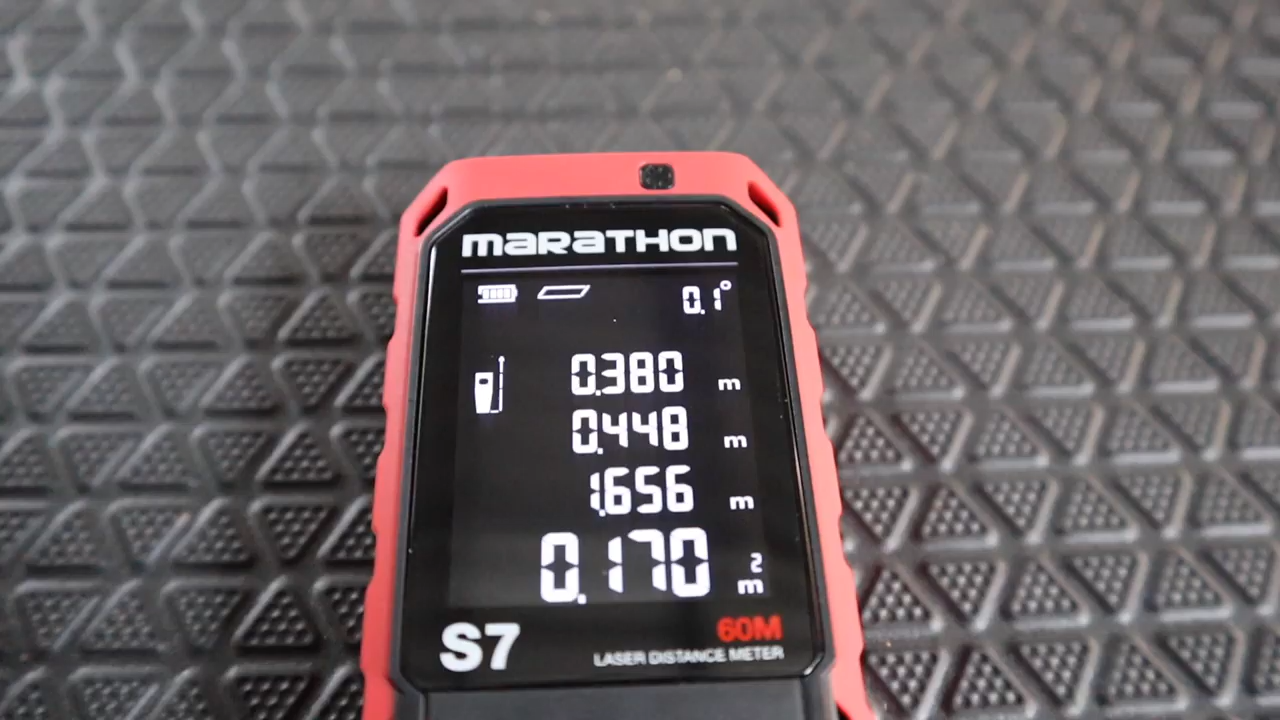 maraTHON
0.1°
0.380 m
0.448 m
1.656 m
0.170 m²
S7
60M
LASER DISTANCE METER